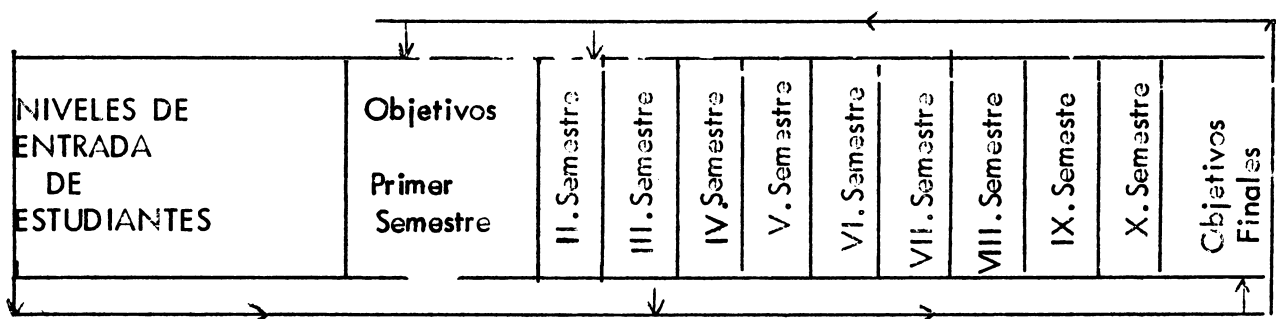 NIVELES DE
ENTRADA
DE
ESTUDIANTES
Objetivos
Primer
Semestre
II.Semestre
III.Semestre
IV.Semestre
V.Semestre
VI.Semestre
VII.Semestre
VIII.Semestre
IX.Semeste
X.Semestre
Objetivos
Finales